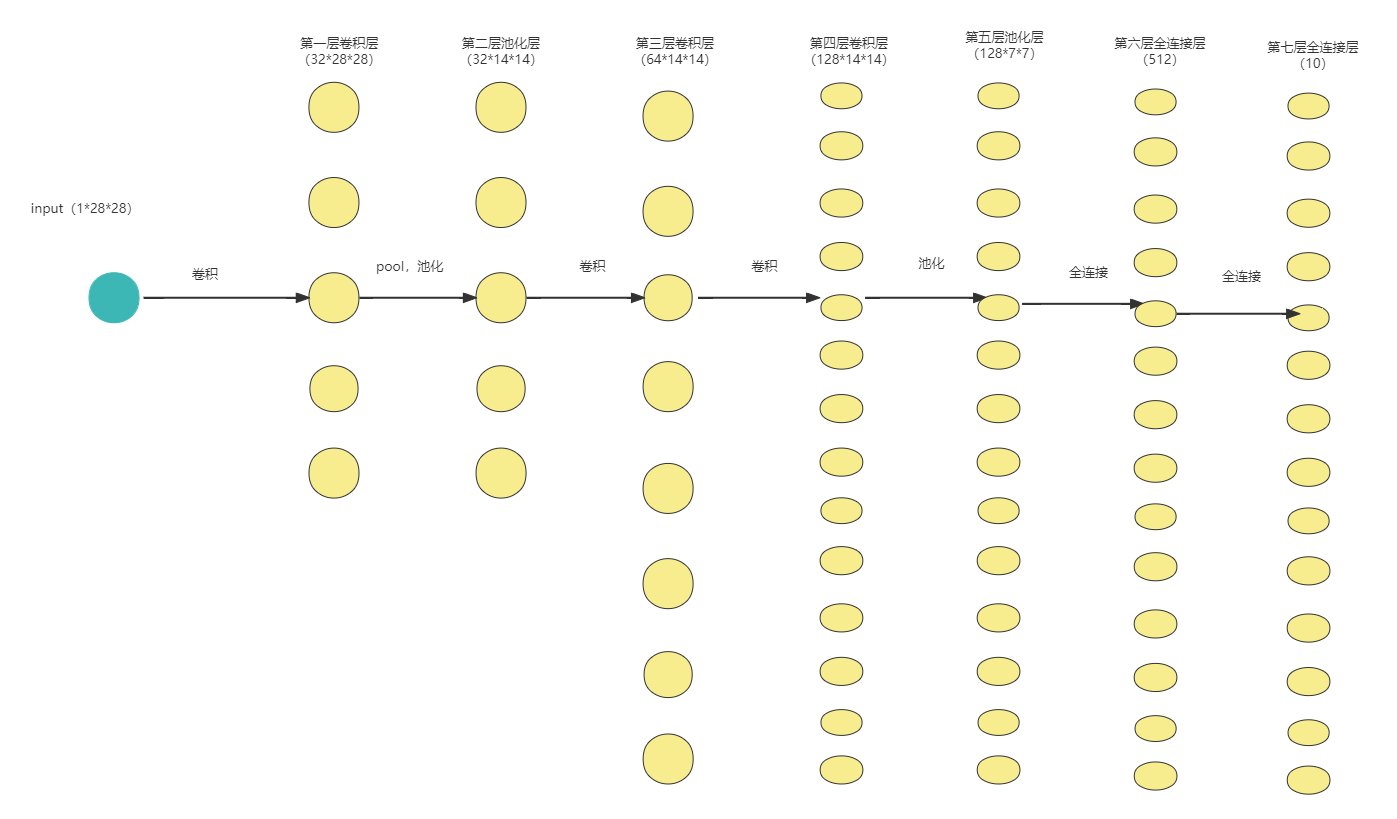 第一层卷积层
（32*28*28）
第二层池化层
（32*14*14）
第三层卷积层
（64*14*14）
第四层卷积层
（128*14*14）
第五层池化层
（128*7*7）
第六层全连接层
（512）
第七层全连接层
（10）
input（1*28*28）
卷积
pool，池化
卷积
卷积
池化
全连接
全连接